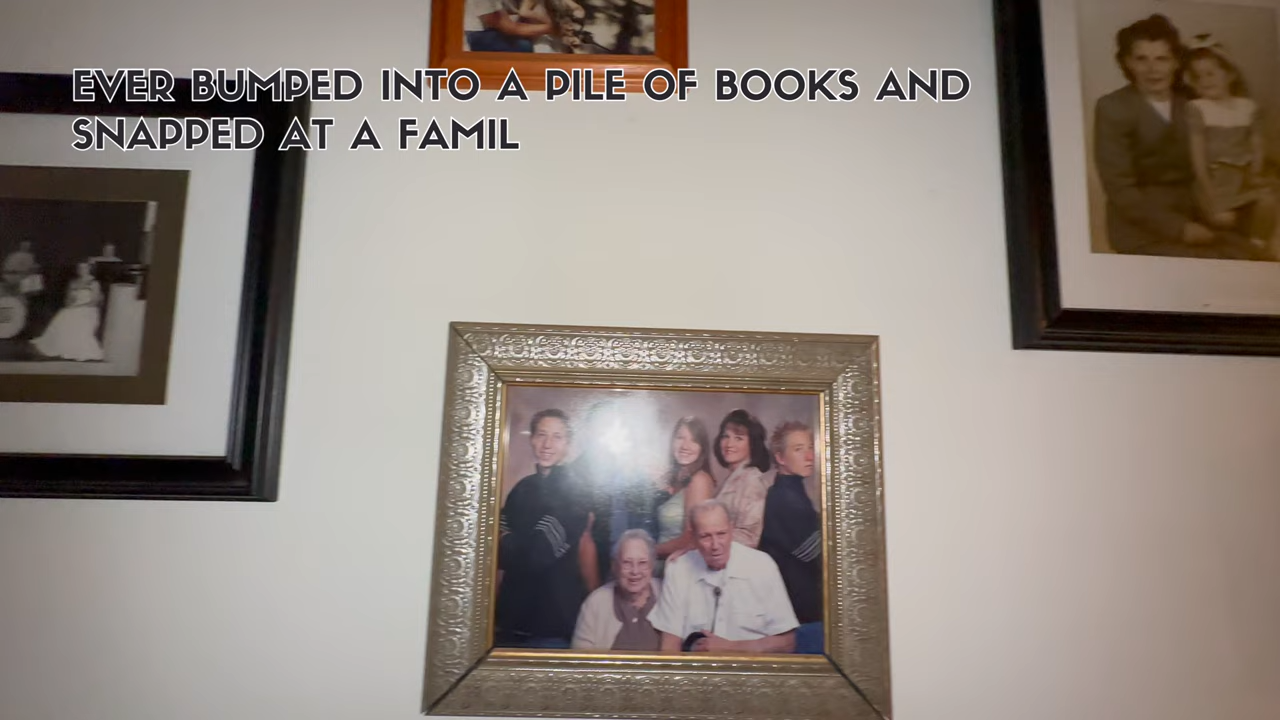 EVER BUMPED INTO A PILE OF BOOKS AND
SNAPPED AT A FAMIL